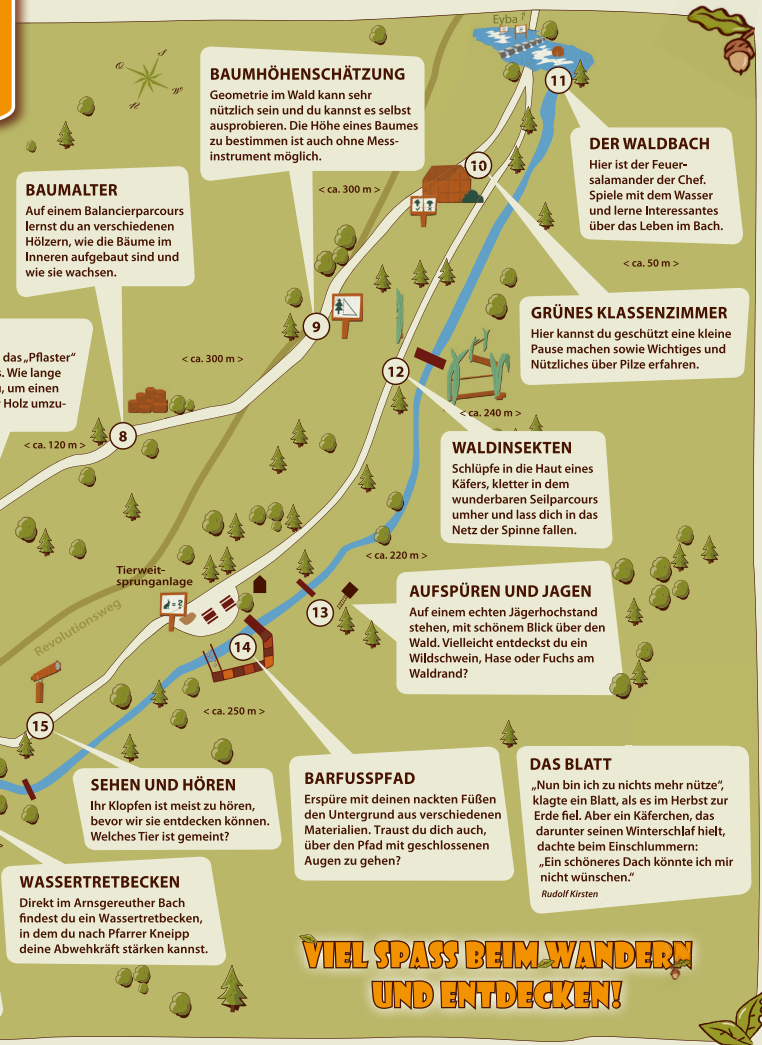 Eyba
S
O
W
N
BAUMHÖHENSCHÄTZUNG
Geometrie im Wald kann sehr
nützlich sein und du kannst es selbst
ausprobieren. Die Höhe eines Baumes
zu bestimmen ist auch ohne Mess-
instrument möglich.
11
DER WALDBACH
Hier ist der Feuer-
salamander der Chef.
Spiele mit dem Wasser
und lerne Interessantes
über das Leben im Bach.
10
< ca. 300 m >
BAUMALTER
Auf einem Balancierparcours
lernst du an verschiedenen
Hölzern, wie die Bäume im
Inneren aufgebaut sind und
wie sie wachsen.
< ca. 50 m >
GRÜNES KLASSENZIMMER
Hier kannst du geschützt eine kleine
Pause machen sowie Wichtiges und
Nützliches über Pilze erfahren.
9
das „Pflaster“
s. Wie lange
, um einen
r Holz umzu-
< ca. 300 m >
12
8
< ca. 120 m >
< ca. 240 m >
WALDINSEKTEN
Schlüpfe in die Haut eines
Käfers, kletter in dem
wunderbaren Seilparcours
umher und lass dich in das
Netz der Spinne fallen.
< ca. 220 m >
Tierweit-
sprunganlage
= ?
Revolutionsweg
13
AUFSPÜREN UND JAGEN
Auf einem echten Jägerhochstand
stehen, mit schönem Blick über den
Wald. Vielleicht entdeckst du ein
Wildschwein, Hase oder Fuchs am
Waldrand?
14
< ca. 250 m >
15
SEHEN UND HÖREN
Ihr Klopfen ist meist zu hören,
bevor wir sie entdecken können.
Welches Tier ist gemeint?
BARFUSSPFAD
Erspüre mit deinen nackten Füßen
den Untergrund aus verschiedenen
Materialien. Traust du dich auch,
über den Pfad mit geschlossenen
Augen zu gehen?
DAS BLATT
„Nun bin ich zu nichts mehr nütze“,
klagte ein Blatt, als es im Herbst zur
Erde fiel. Aber ein Käferchen, das
darunter seinen Winterschlaf hielt,
dachte beim Einschlummern:
„Ein schöneres Dach könnte ich mir
nicht wünschen.“
Rudolf Kirsten
WASSERTRETBECKEN
Direkt im Arnsgereuther Bach
findest du ein Wassertretbecken,
in dem du nach Pfarrer Kneipp
deine Abwehkräft stärken kannst.
VIEL SPASS BEIM WANDERN
UND ENTDECKEN!